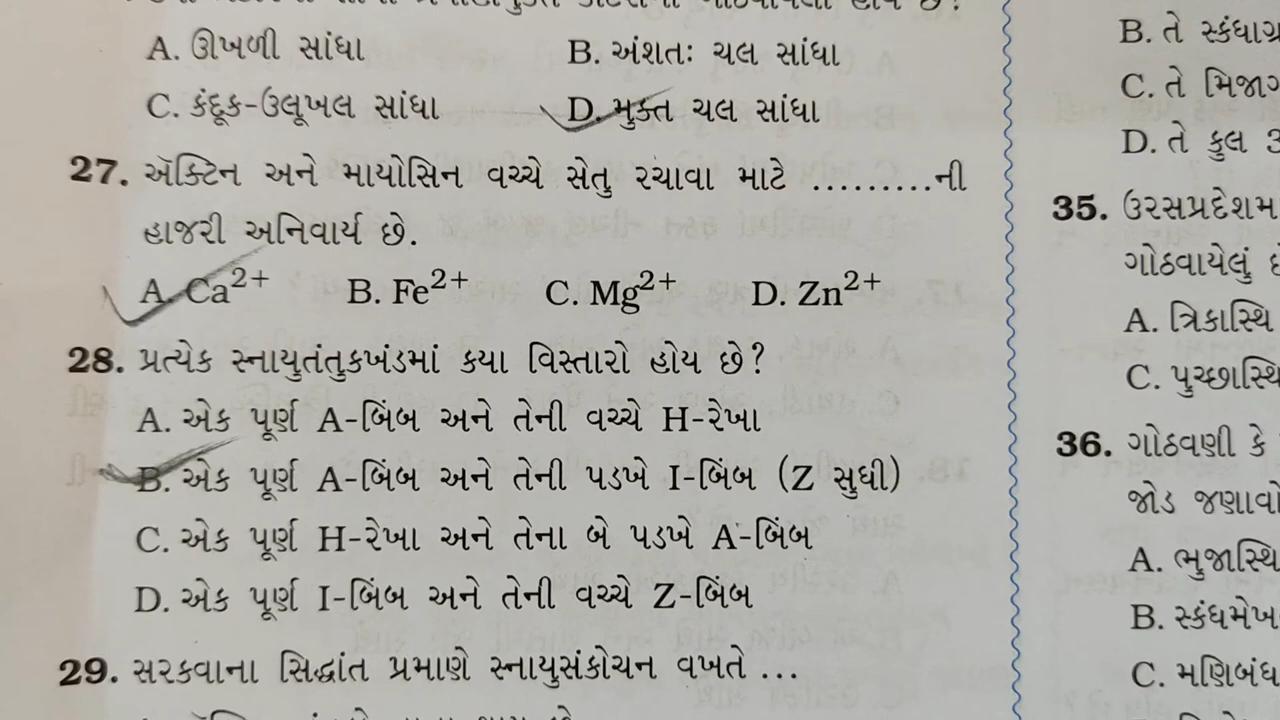 A. ઊખળી સાંધા
B. અંશતઃ ચલ સાંધા
C. કંદૂક-ઉલૂખલ સાંધા
D. મુક્ત ચલ સાંધા
27. ઍક્ટિન અને માયોસિન વચ્ચે સેતુ રચાવા માટે .........ની
હાજરી અનિવાર્ય છે.
A. Ca2+ B. Fe2+ C. Mg2+ D. Zn2+
28. પ્રત્યેક સ્નાયુતંતુકખંડમાં કયા વિસ્તારો હોય છે?
A. એક પૂર્ણ A-બિંબ અને તેની વચ્ચે H-રેખા
B. એક પૂર્ણ A-બિંબ અને તેની પડખે I-બિંબ (Z સુધી)
C. એક પૂર્ણ H-રેખા અને તેના બે પડખે A-બિંબ
D. એક પૂર્ણ I-બિંબ અને તેની વચ્ચે Z-બિંબ
29. સરકવાના સિદ્ધાંત પ્રમાણે સ્નાયુસંકોચન વખતે ...
B. તે
C. તે
D. તે કુલ
35. ઉરસપ્રદેશમ
ગોઠવાયેલું
A. ત્રિકાસ્થિ
C. પુચ્છાસ્થિ
36. ગોઠવણી કે
જોડ જણાવો
A. ભુજાસ્થિ
B. સ્કંધમેખ
C. મણિબંધ